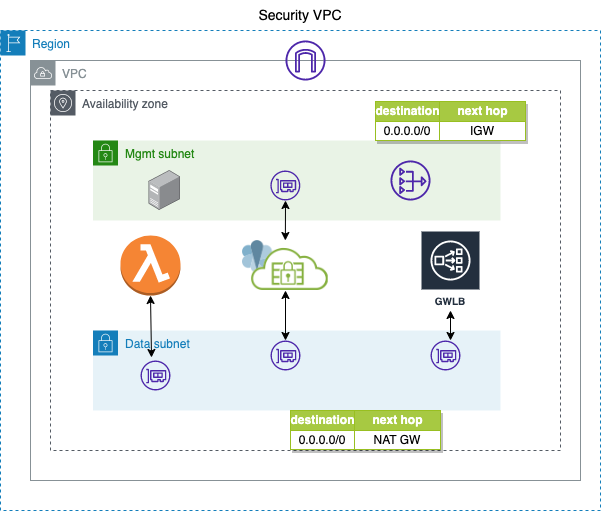 Security VPC
Region
VPC
Availability zone
destination next hop
0.0.0.0/0 IGW
Mgmt subnet
GWLB
Data subnet
destination next hop
0.0.0.0/0 NAT GW